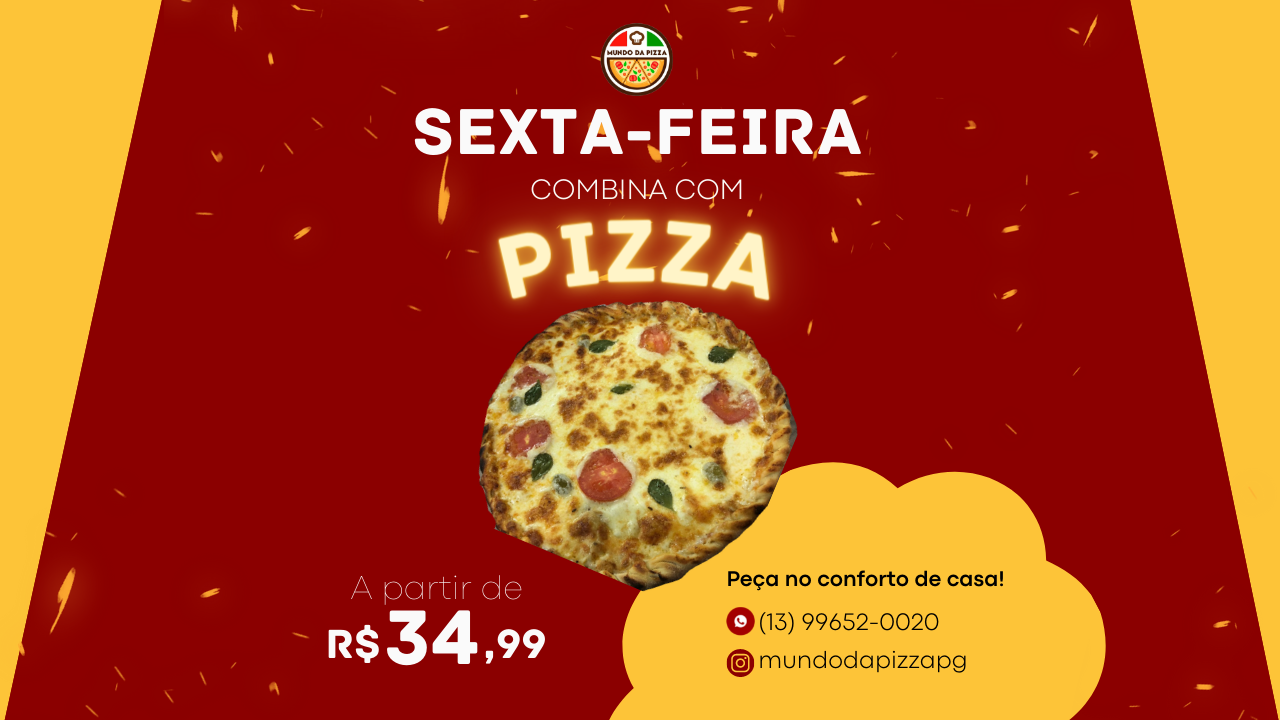 MUNDO DA PIZZA
SEXTA-FEIRA
COMBINA COM
PIZZA
A partir de
R$34,99
Peça no conforto de casa!
(13) 99652-0020
mundodapizzapg